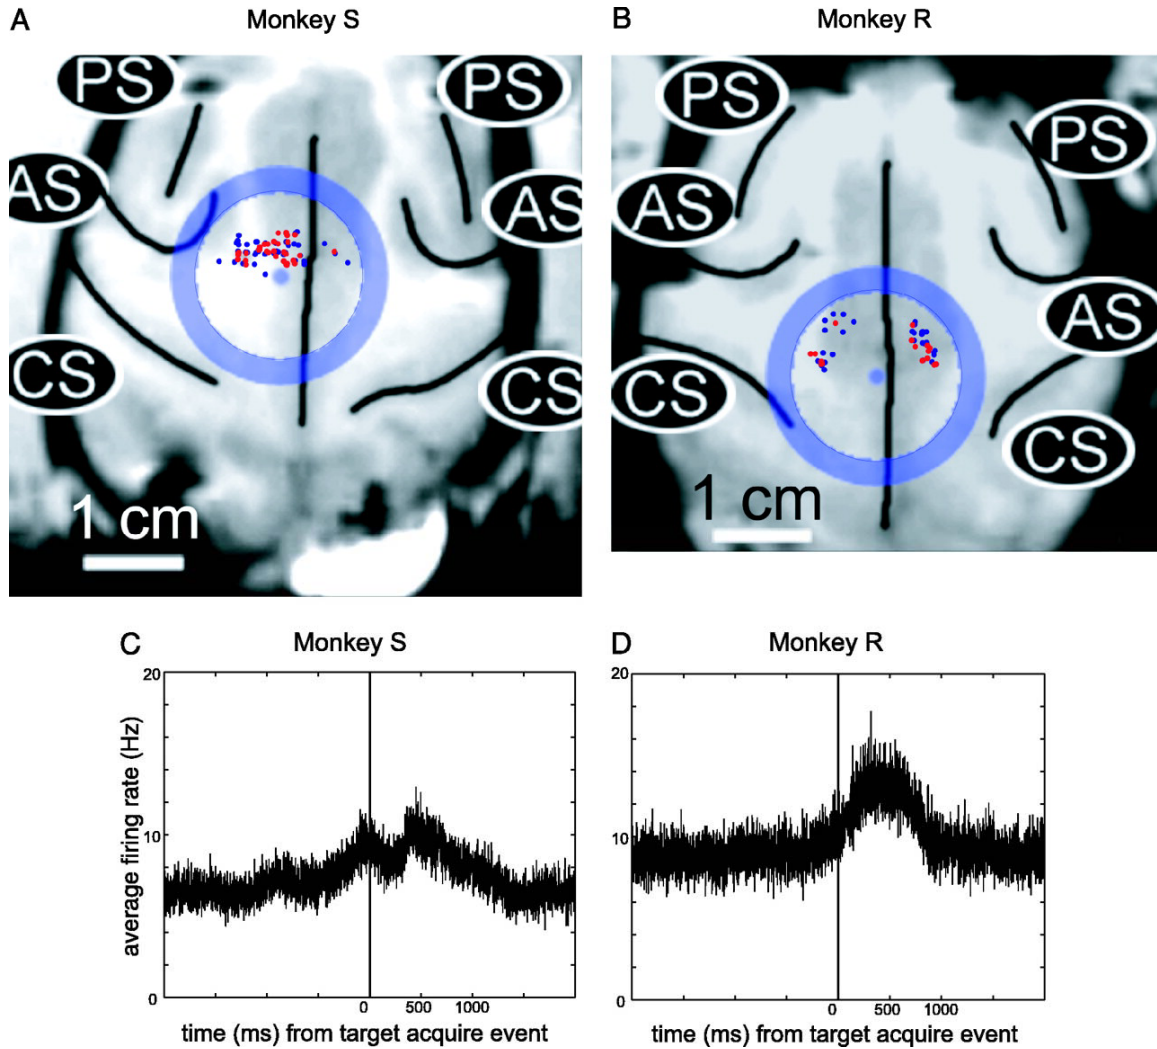 A Monkey S
B Monkey R
PS PS
PS
PS
AS AS
AS
AS
CS CS
CS
CS
1 cm
1 cm
C Monkey S
D Monkey R
average firing rate (Hz)
20
10
0
0 500 1000
time (ms) from target acquire event
20
10
0
0 500 1000
time (ms) from target acquire event